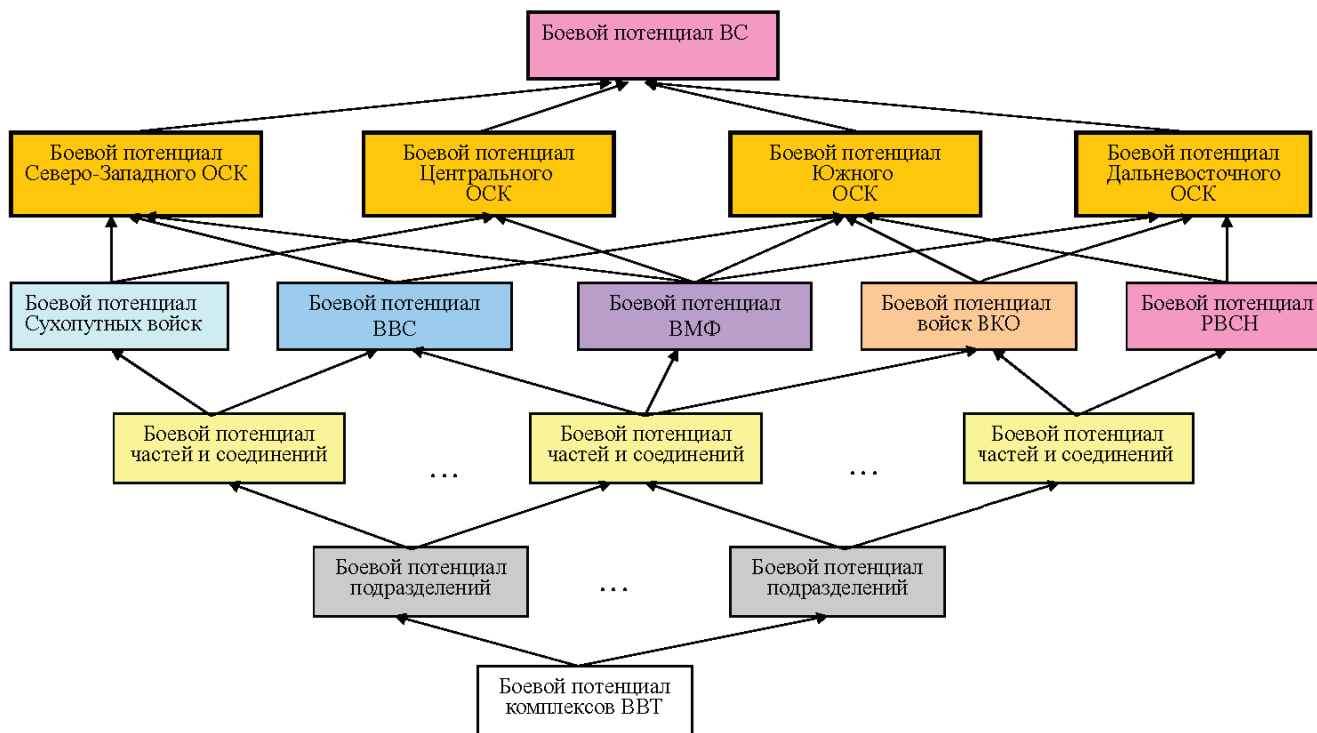 Боевой потенциал ВС
Боевой потенциал
Северо-Западного ОСК
Боевой потенциал
Центрального
ОСК
Боевой потенциал
Южного
ОСК
Боевой потенциал
Дальневосточного
ОСК
Боевой потенциал
Сухопутных войск
Боевой потенциал
ВВС
Боевой потенциал
ВМФ
Боевой потенциал
войск ВКО
Боевой потенциал
РВСН
Боевой потенциал
частей и соединений
...
Боевой потенциал
частей и соединений
...
Боевой потенциал
частей и соединений
Боевой потенциал
подразделений
...
Боевой потенциал
подразделений
Боевой потенциал
комплексов ВВТ